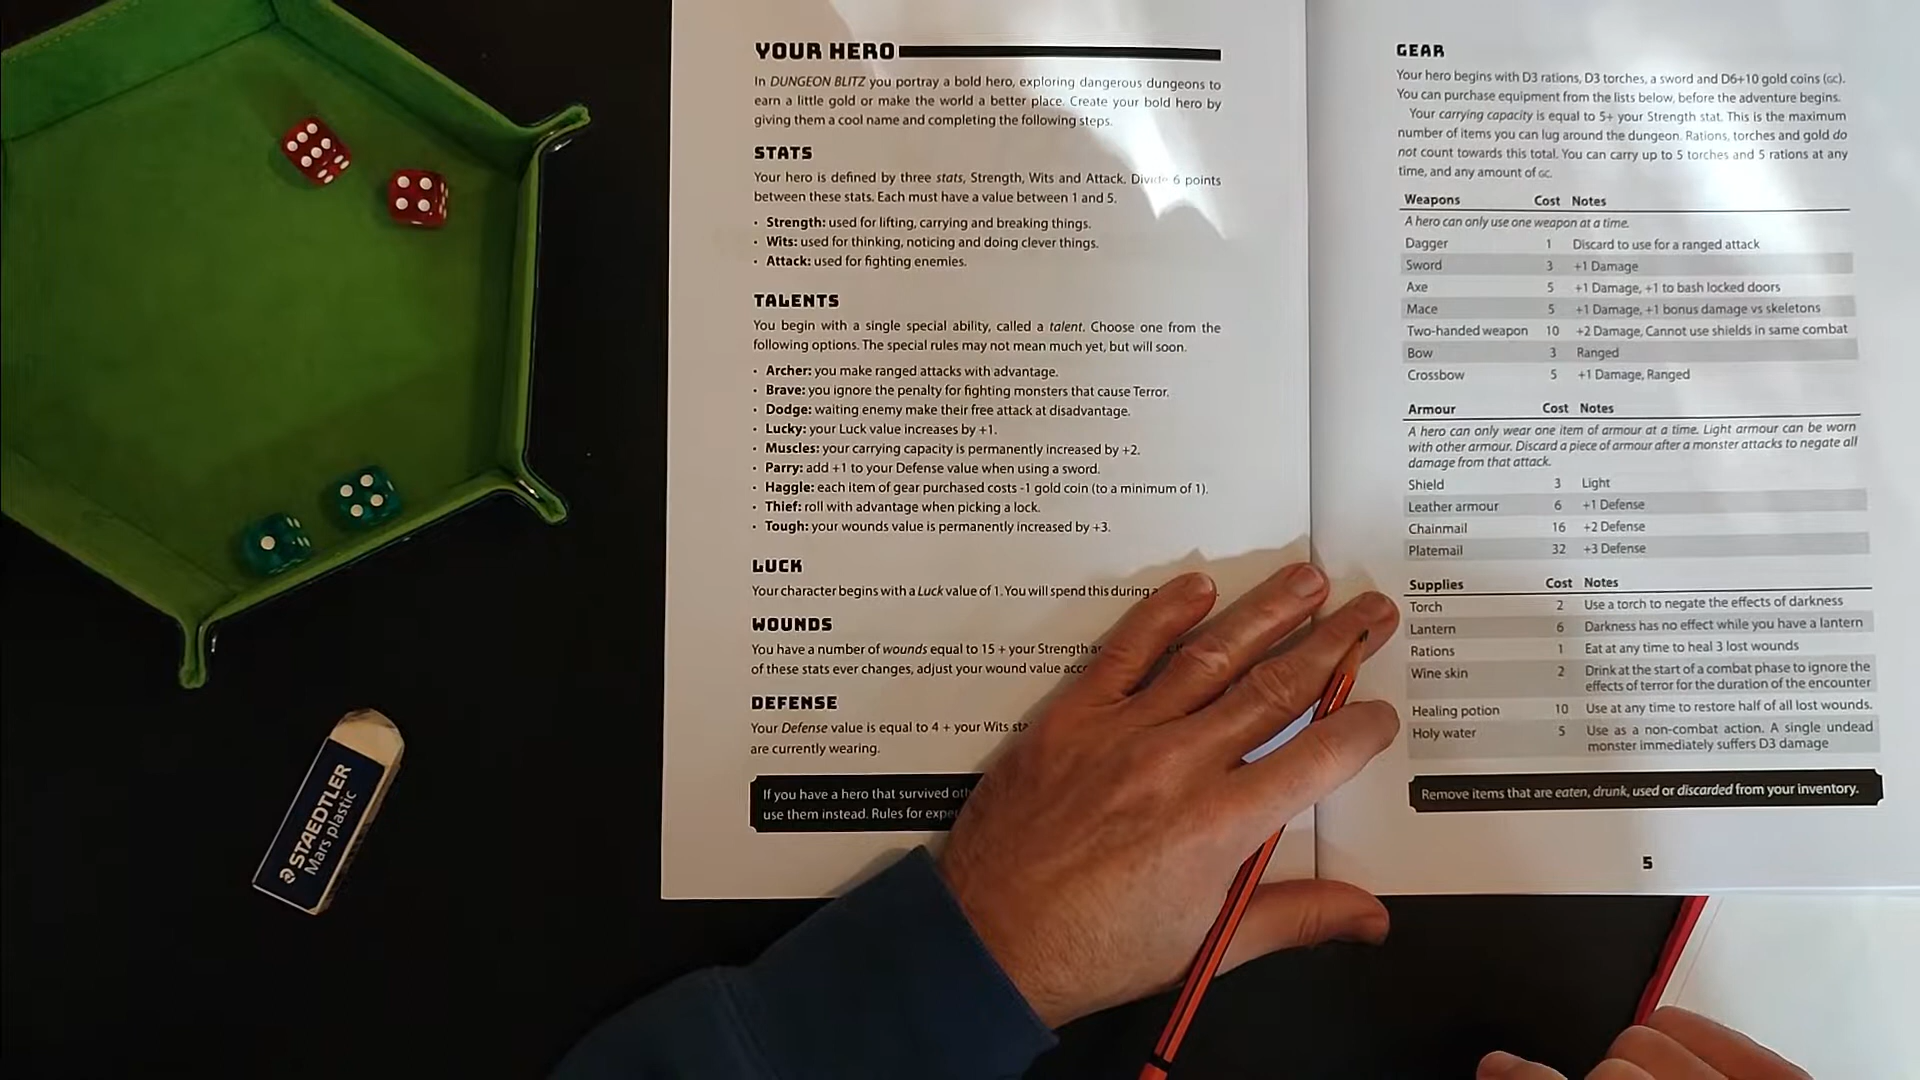 YOUR HERO
In DUNGEON BLITZ you portray a bold hero, exploring dangerous dungeons to
earn a little gold or make the world a better place. Create your bold hero by
giving them a cool name and completing the following steps.
STATS
Your hero is defined by three stats, Strength, Wits and Attack. Divide 6 points
between these stats. Each must have a value between 1 and 5.
• Strength: used for lifting, carrying and breaking things.
• Wits: used for thinking, noticing and doing clever things.
• Attack: used for fighting enemies.
TALENTS
You begin with a single special ability, called a talent. Choose one from the
following options. The special rules may not mean much yet, but will soon.
• Archer: you make ranged attacks with advantage.
• Brave: you ignore the penalty for fighting monsters that cause Terror.
• Dodge: waiting enemy make their free attack at disadvantage.
• Lucky: your Luck value increases by +1.
• Muscles: your carrying capacity is permanently increased by +2.
• Parry: add +1 to your Defense value when using a sword.
• Haggle: each item of gear purchased costs -1 gold coin (to a minimum of 1).
• Thief: roll with advantage when picking a lock.
• Tough: your wounds value is permanently increased by +3.
LUCK
Your character begins with a Luck value of 1. You will spend this during
WOUNDS
You have a number of wounds equal to 15 + your Strength
of these stats ever changes, adjust your wound value
DEFENSE
Your Defense value is equal to 4 + your Wits
are currently wearing.
If you have a hero that survived
use them instead. Rules for
GEAR
Your hero begins with D3 rations, D3 torches, a sword and D6+10 gold coins (GC).
You can purchase equipment from the lists below, before the adventure begins.
Your carrying capacity is equal to 5+ your Strength stat. This is the maximum
number of items you can lug around the dungeon. Rations, torches and gold do
not count towards this total. You can carry up to 5 torches and 5 rations at any
time, and any amount of GC.
Weapons Cost Notes
A hero can only use one weapon at a time.
Dagger 1 Discard to use for a ranged attack
Sword 3 +1 Damage
Axe 5 +1 Damage, +1 to bash locked doors
Mace 5 +1 Damage, +1 bonus damage vs skeletons
Two-handed weapon 10 +2 Damage, Cannot use shields in same combat
Bow 3 Ranged
Crossbow 5 +1 Damage, Ranged
Armour Cost Notes
A hero can only wear one item of armour at a time. Light armour can be worn
with other armour. Discard a piece of armour after a monster attacks to negate all
damage from that attack.
Shield 3 Light
Leather armour 6 +1 Defense
Chainmail 16 +2 Defense
Platemail 32 +3 Defense
Supplies Cost Notes
Torch 2 Use a torch to negate the effects of darkness
Lantern 6 Darkness has no effect while you have a lantern
Rations 1 Eat at any time to heal 3 lost wounds
Wine skin 2 Drink at the start of a combat phase to ignore the
effects of terror for the duration of the encounter
Healing potion 10 Use at any time to restore half of all lost wounds.
Holy water 5 Use as a non-combat action. A single undead
monster immediately suffers D3 damage
Remove items that are eaten, drunk, used or discarded from your inventory.
5
STAEDTLER
Mars plastic